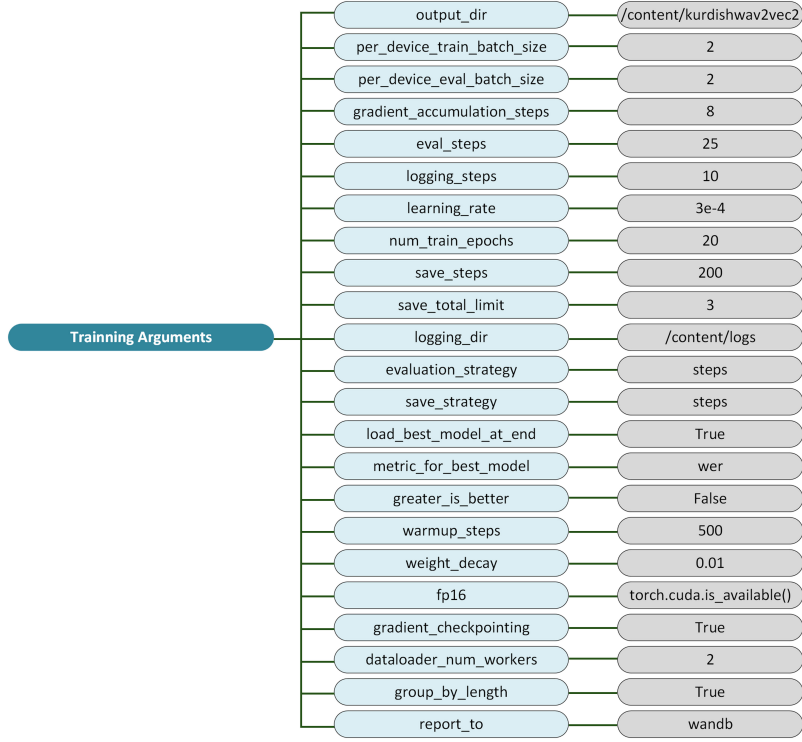 output_dir /content/kurdishwav2vec2
per_device_train_batch_size 2
per_device_eval_batch_size 2
gradient_accumulation_steps 8
eval_steps 25
logging_steps 10
learning_rate 3e-4
num_train_epochs 20
save_steps 200
save_total_limit 3
Trainning Arguments logging_dir /content/logs
evaluation_strategy steps
save_strategy steps
load_best_model_at_end True
metric_for_best_model wer
greater_is_better False
warmup_steps 500
weight_decay 0.01
fp16 torch.cuda.is_available()
gradient_checkpointing True
dataloader_num_workers 2
group_by_length True
report_to wandb